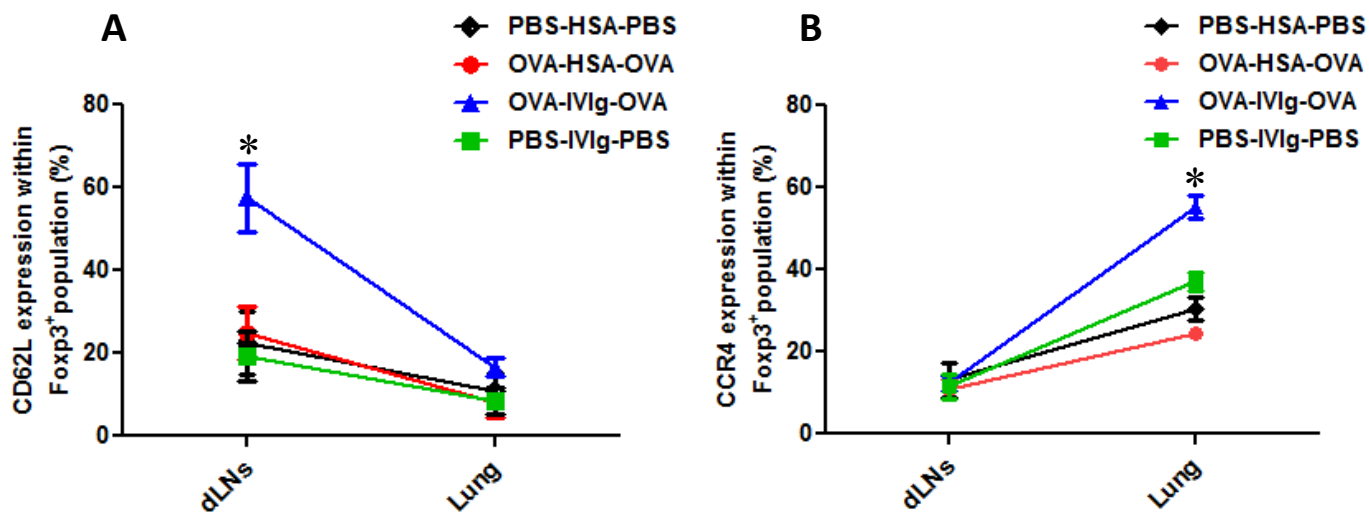 A
PBS-HSA-PBS
OVA-HSA-OVA
OVA-IVIg-OVA
PBS-IVIg-PBS
CD62L expression within
Foxp3+population (%)
80
60
40
20
0
*
dLNs
Lung
B
PBS-HSA-PBS
OVA-HSA-OVA
OVA-IVIg-OVA
PBS-IVIg-PBS
CCR4 expression within
Foxp3+population (%)
80
60
40
20
0
*
dLNs
Lung